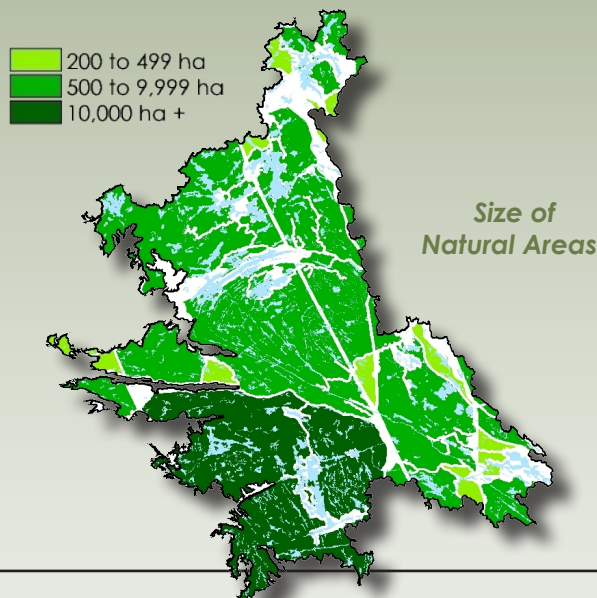 200 to 499 ha
500 to 9,999 ha
10,000 ha +
Size of
Natural Areas